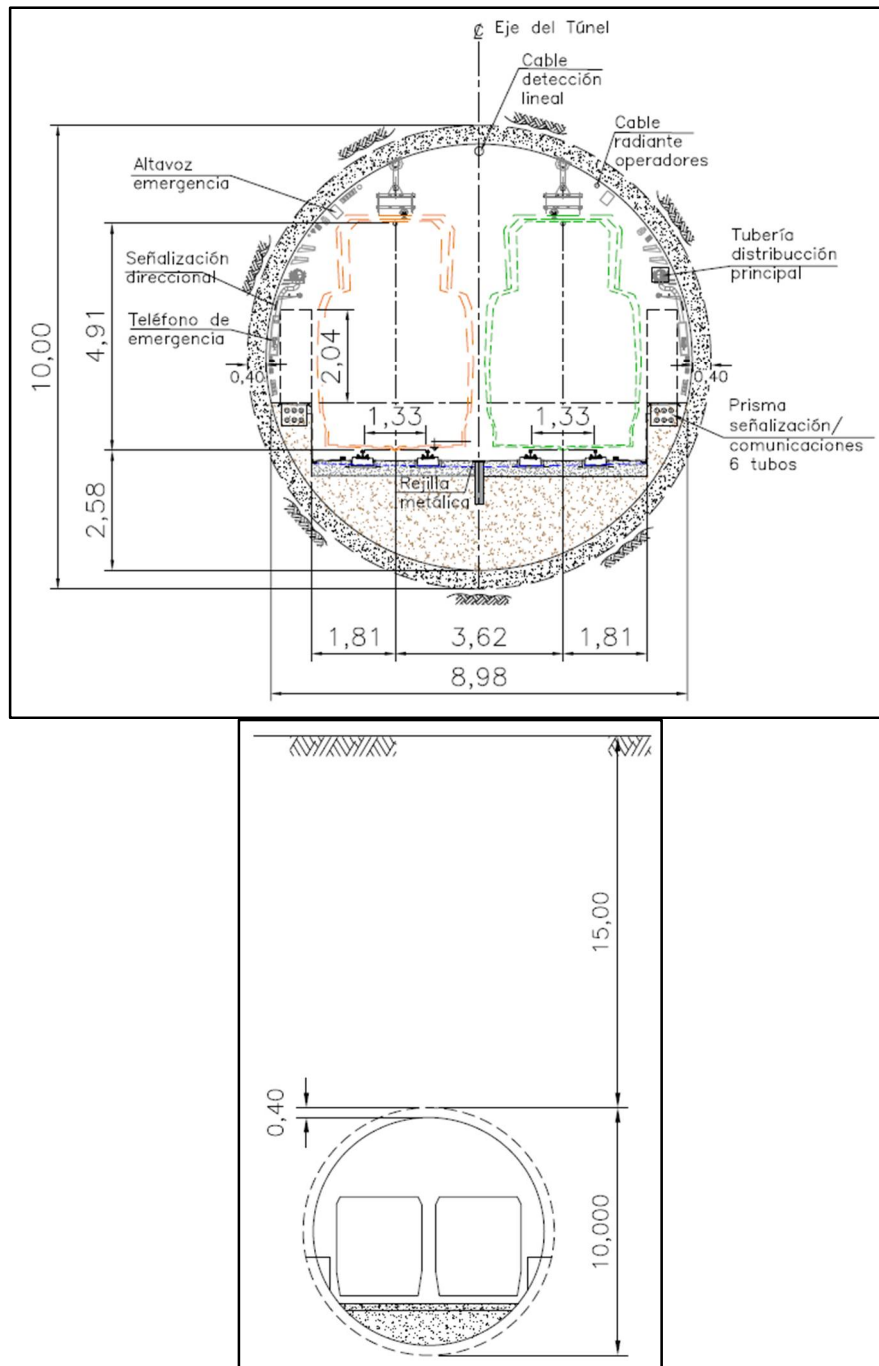 ℄ Eje del Túnel
Cable
detección
lineal
Cable
radiante
operadores
Altavoz
emergencia
Tubería
distribución
principal
Señalización
direccional
Teléfono de
emergencia
10,00
4,91
2,04
0,40
0,40
1,33
1,33
Prisma
señalización/
comunicaciones
6 tubos
Rejilla
metálica
2,58
1,81
3,62
1,81
8,98
15,00
0,40
10,000